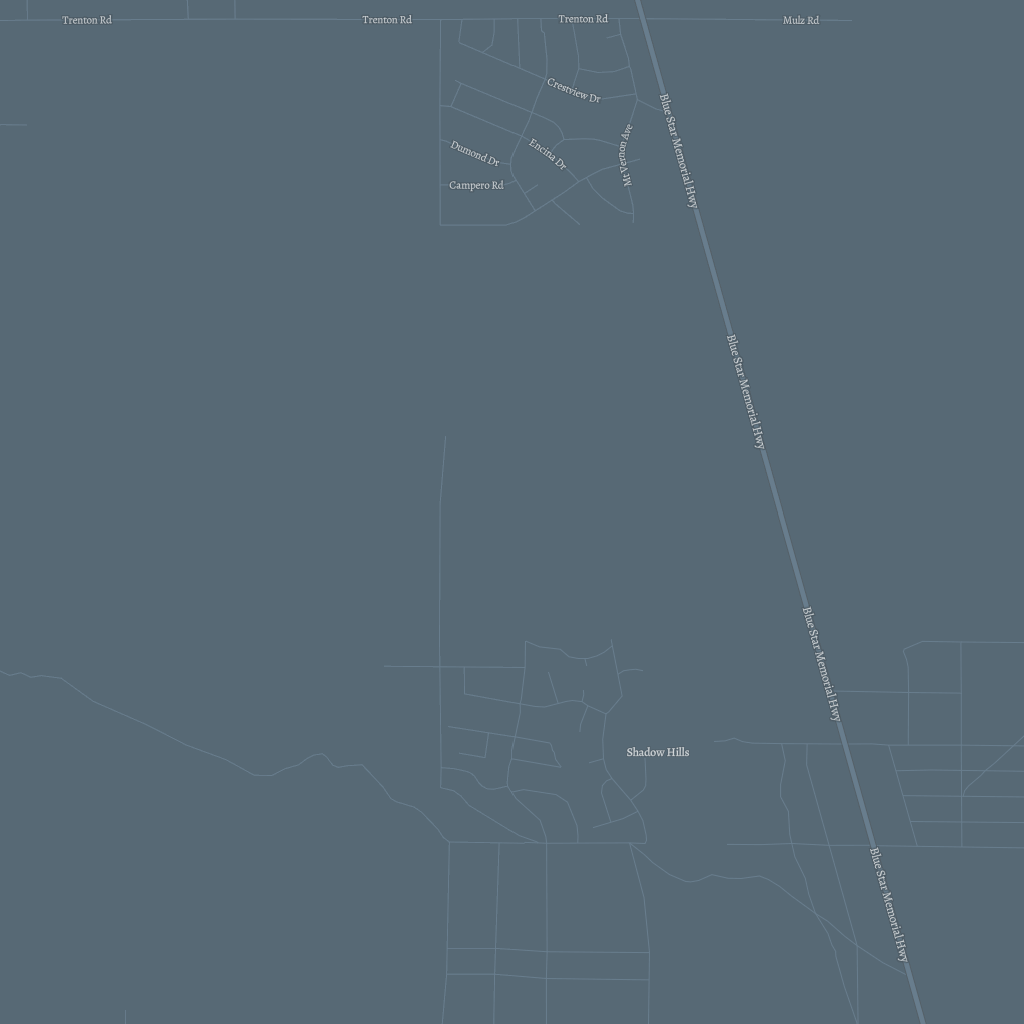 Trenton Rd
Trenton Rd
Trenton Rd
Mulz Rd
Crestview Dr
Blue Star Memorial Hwy
Mt Vernon Ave
Dumond Dr
Encina Dr
Campero Rd
Blue Star Memorial Hwy
Blue Star Memorial Hwy
Shadow Hills
Blue Star Memorial Hwy